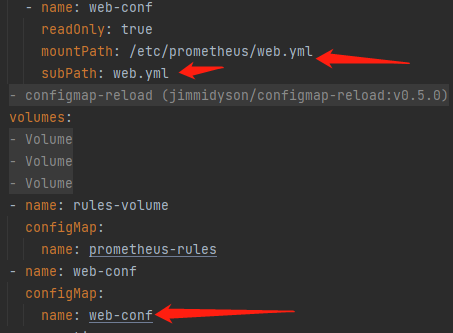 - name: web-conf
readOnly: true
mountPath: /etc/prometheus/web.yml
subPath: web.yml
- configmap-reload (jimmidyson/configmap-reload:v0.5.0)
volumes:
- Volume
- Volume
- Volume
- name: rules-volume
configMap:
name: prometheus-rules
- name: web-conf
configMap:
name: web-conf